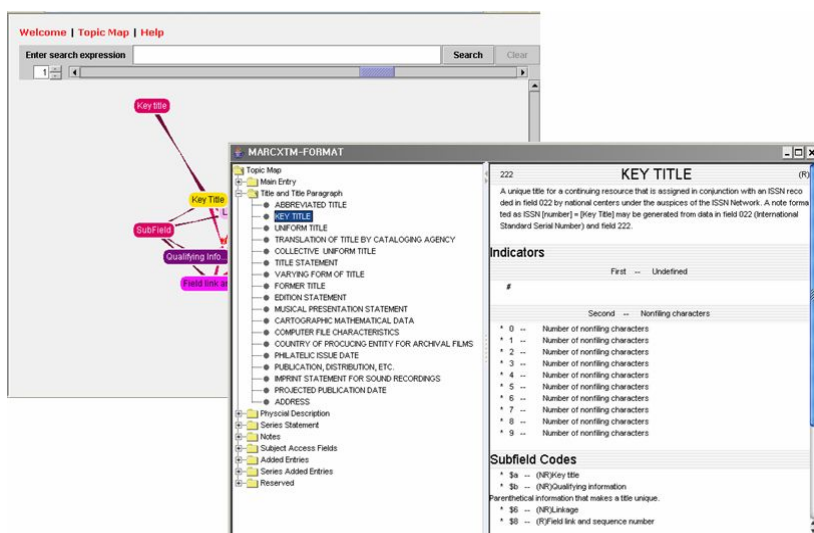 Welcome | Topic Map | Help
Enter search expression
Search
Clear
1
Key title
Key Title
SubField
Qualifying Info...
Field link an
MARCXTM-FORMAT
Topic Map
Main Entry
Title and Title Paragraph
ABBREVIATED TITLE
KEY TITLE
UNIFORM TITLE
TRANSLATION OF TITLE BY CATALOGING AGENCY
COLLECTIVE UNIFORM TITLE
TITLE STATEMENT
VARYING FORM OF TITLE
FORMER TITLE
EDITION STATEMENT
MUSICAL PRESENTATION STATEMENT
CARTOGRAPHIC MATHEMATICAL DATA
COMPUTER FILE CHARACTERISTICS
COUNTRY OF PROCUCING ENTITY FOR ARCHIVAL FILMS
PHILATELIC ISSUE DATE
PUBLICATION, DISTRIBUTION, ETC.
IMPRINT STATEMENT FOR SOUND RECORDINGS
PROJECTED PUBLICATION DATE
ADDRESS
Physcial Description
Series Statement
Notes
Subject Access Fields
Added Entries
Series Added Entries
Reserved
222 KEY TITLE (R)
A unique title for a continuing resource that is assigned in conjunction with an ISSN reco
ded in field 022 by national centers under the auspices of the ISSN Network. A note forma
ted as ISSN [number] = [Key Title] may be generated from data in field 022 (International
Standard Serial Number) and field 222.
Indicators
First -- Undefined
#
Second -- Nonfiling characters
* 0 -- Number of nonfiling characters
* 1 -- Number of nonfiling characters
* 2 -- Number of nonfiling characters
* 3 -- Number of nonfiling characters
* 4 -- Number of nonfiling characters
* 5 -- Number of nonfiling characters
* 6 -- Number of nonfiling characters
* 7 -- Number of nonfiling characters
* 8 -- Number of nonfiling characters
* 9 -- Number of nonfiling characters
Subfield Codes
* $a -- (NR)Key title
* $b -- (NR)Qualifying information
Parenthetical information that makes a title unique.
* $6 -- (NR)Linkage
* $8 -- (R)Field link and sequence number